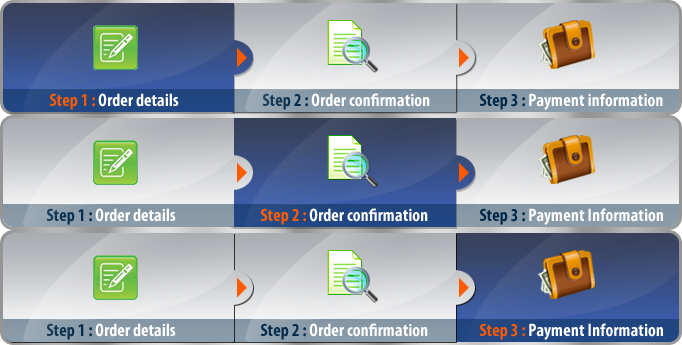 Step 1 : Order details Step 2 : Order confirmation Step 3 : Payment information
Step 1 : Order details Step 2 : Order confirmation Step 3 : Payment Information
Step 1 : Order details Step 2 : Order confirmation Step 3 : Payment Information